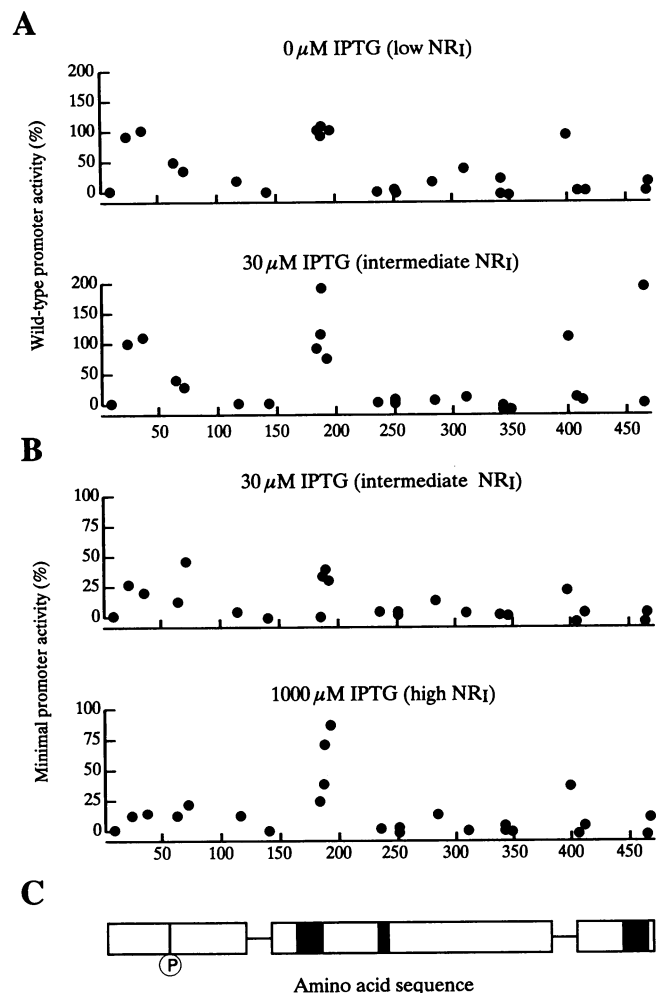 A
0 μM IPTG (low NRI)
Wild-type promoter activity (%)
200
150
100
50
0
30 μM IPTG (intermediate NRI)
200
150
100
50
0
50 100 150 200 250 300 350 400 450
B
30 μM IPTG (intermediate NRI)
Minimal promoter activity (%)
100
75
50
25
0
1000 μM IPTG (high NRI)
100
75
50
25
0
50 100 150 200 250 300 350 400 450
C
P
Amino acid sequence